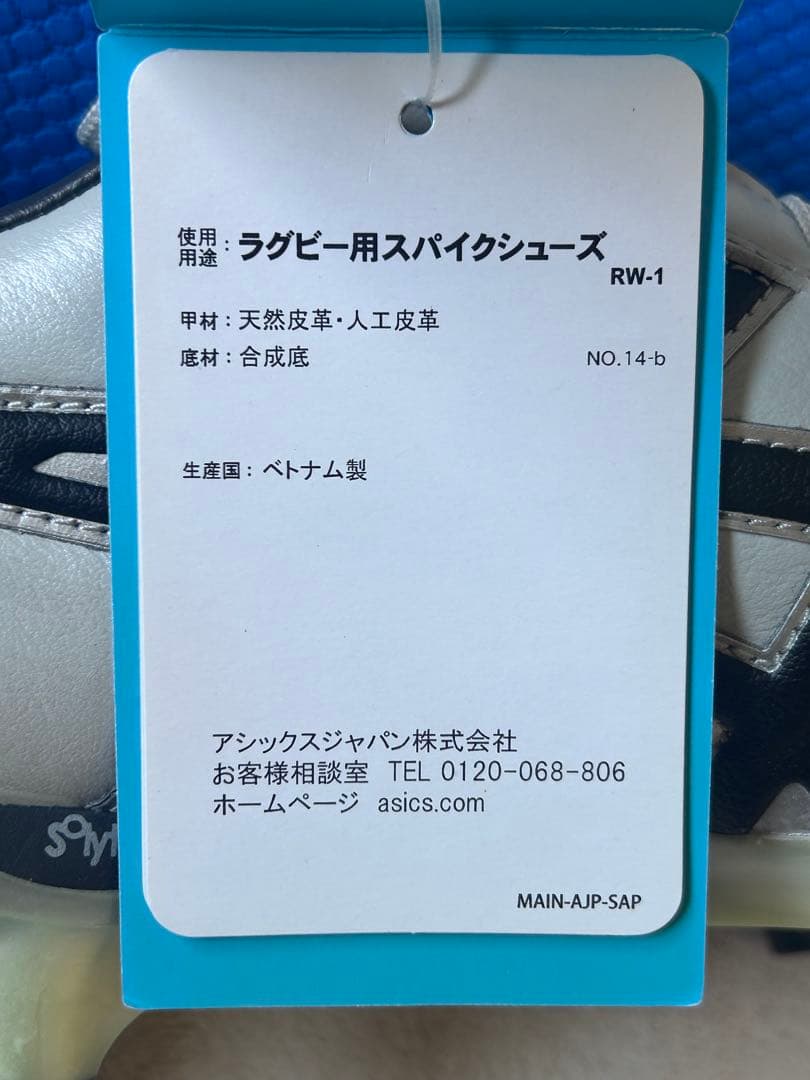 使用用途：ラグビー用スパイクシューズ
RW-1
甲材：天然皮革・人工皮革
底材：合成底 NO.14-b
生産国：ベトナム製
アシックスジャパン株式会社
お客様相談室 TEL 0120-068-806
ホームページ asics.com
MAIN-AJP-SAP